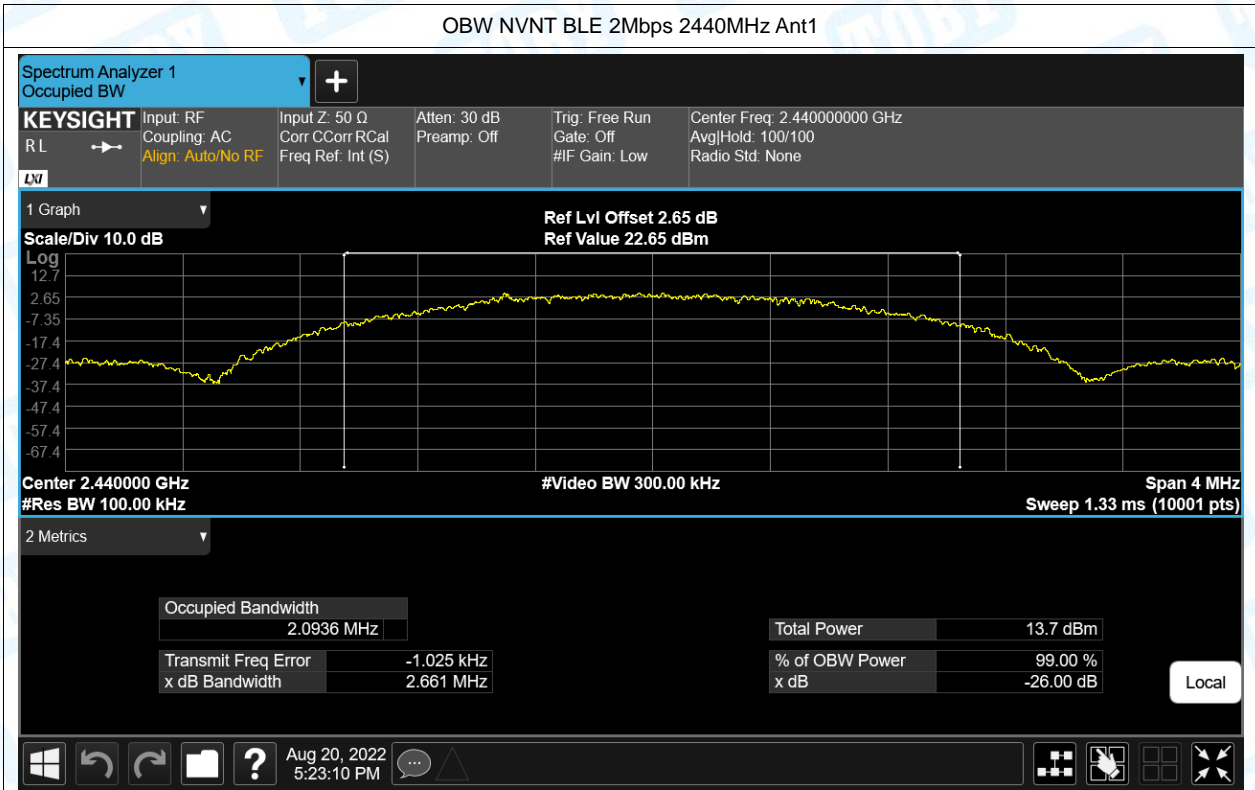 OBW NVNT BLE 2Mbps 2440MHz Ant1
Spectrum Analyzer 1
Occupied BW
KEYSIGHT
R L
LXI
Input: RF
Coupling: AC
Align: Auto/No RF
Input Z: 50 Ω
Corr CCorr RCal
Freq Ref: Int (S)
Atten: 30 dB
Preamp: Off
Trig: Free Run
Gate: Off
#IF Gain: Low
Center Freq: 2.440000000 GHz
Avg|Hold: 100/100
Radio Std: None
1 Graph
Scale/Div 10.0 dB
Ref Lvl Offset 2.65 dB
Ref Value 22.65 dBm
Log
12.7
2.65
-7.35
-17.4
-27.4
-37.4
-47.4
-57.4
-67.4
Center 2.440000 GHz
#Res BW 100.00 kHz
#Video BW 300.00 kHz
Span 4 MHz
Sweep 1.33 ms (10001 pts)
2 Metrics
Occupied Bandwidth
2.0936 MHz
Transmit Freq Error -1.025 kHz
x dB Bandwidth 2.661 MHz
Total Power 13.7 dBm
% of OBW Power 99.00 %
x dB -26.00 dB
Local
?
Aug 20, 2022
5:23:10 PM